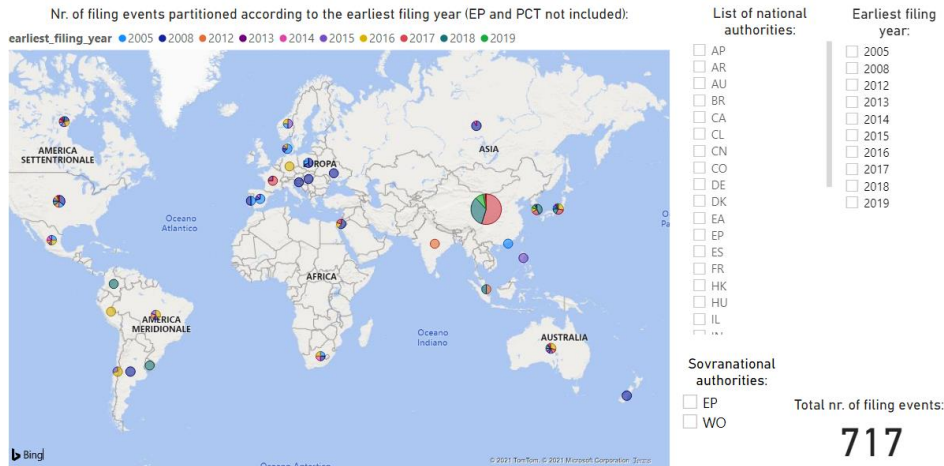 Nr. of filing events partitioned according to the earliest filing year (EP and PCT not included):
earliest_filing_year 2005 2008 2012 2013 2014 2015 2016 2017 2018 2019
AMERICA
SETTENTRIONALE
Oceano
Atlantico
AMERICA
MERIDIONALE
ROPA
AFRICA
ASIA
Oceano
Indiano
AUSTRALIA
O
Pa
Bing
© 2021 TomTom, © 2021 Microsoft Corporation Terms
List of national
authorities:
AP
AR
AU
BR
CA
CL
CN
CO
DE
DK
EA
EP
ES
FR
HK
HU
IL
Earliest filing
year:
2005
2008
2012
2013
2014
2015
2016
2017
2018
2019
Sovranational
authorities:
EP
WO
Total nr. of filing events:
717